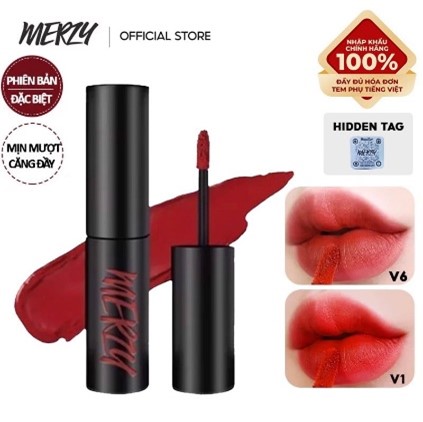 MERZY | OFFICIAL STORE
NHẬP KHẨU
CHÍNH HÃNG
100%
ĐẦY ĐỦ HÓA ĐƠN
TEM PHỤ TIẾNG VIỆT
PHIÊN BẢN
ĐẶC BIỆT
MỊN MƯỢT
CĂNG ĐẦY
HIDDEN TAG
MERZY
V6
V1